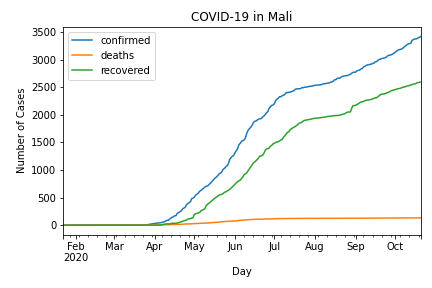 COVID-19 in Mali
confirmed
deaths
recovered
Number of Cases
3500
3000
2500
2000
1500
1000
500
0
Feb Mar Apr May Jun Jul Aug Sep Oct
2020
Day